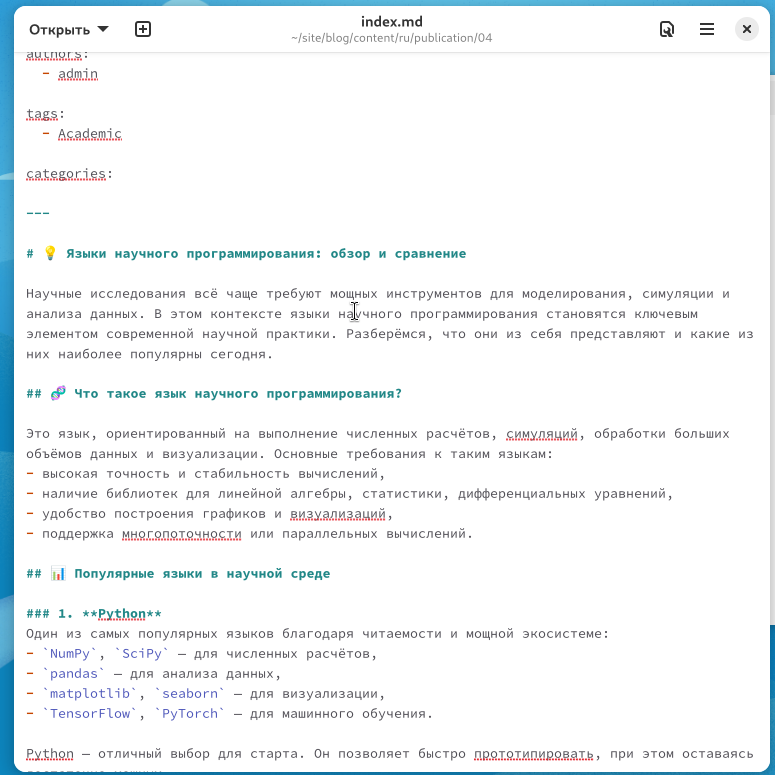 Открыть
index.md
~/site/blog/content/ru/publication/04
authors:
- admin
tags:
- Academic
categories:
---
# 💡 Языки научного программирования: обзор и сравнение
Научные исследования всё чаще требуют мощных инструментов для моделирования, симуляции и
анализа данных. В этом контексте языки научного программирования становятся ключевым
элементом современной научной практики. Разберёмся, что они из себя представляют и какие из
них наиболее популярны сегодня.
## 🧬 Что такое язык научного программирования?
Это язык, ориентированный на выполнение численных расчётов, симуляций, обработки больших
объёмов данных и визуализации. Основные требования к таким языкам:
- высокая точность и стабильность вычислений,
- наличие библиотек для линейной алгебры, статистики, дифференциальных уравнений,
- удобство построения графиков и визуализаций,
- поддержка многопоточности или параллельных вычислений.
## 📊 Популярные языки в научной среде
### 1. **Python**
Один из самых популярных языков благодаря читаемости и мощной экосистеме:
- `NumPy`, `SciPy` — для численных расчётов,
- `pandas` — для анализа данных,
- `matplotlib`, `seaborn` — для визуализации,
- `TensorFlow`, `PyTorch` — для машинного обучения.
Python — отличный выбор для старта. Он позволяет быстро прототипировать, при этом оставаясь